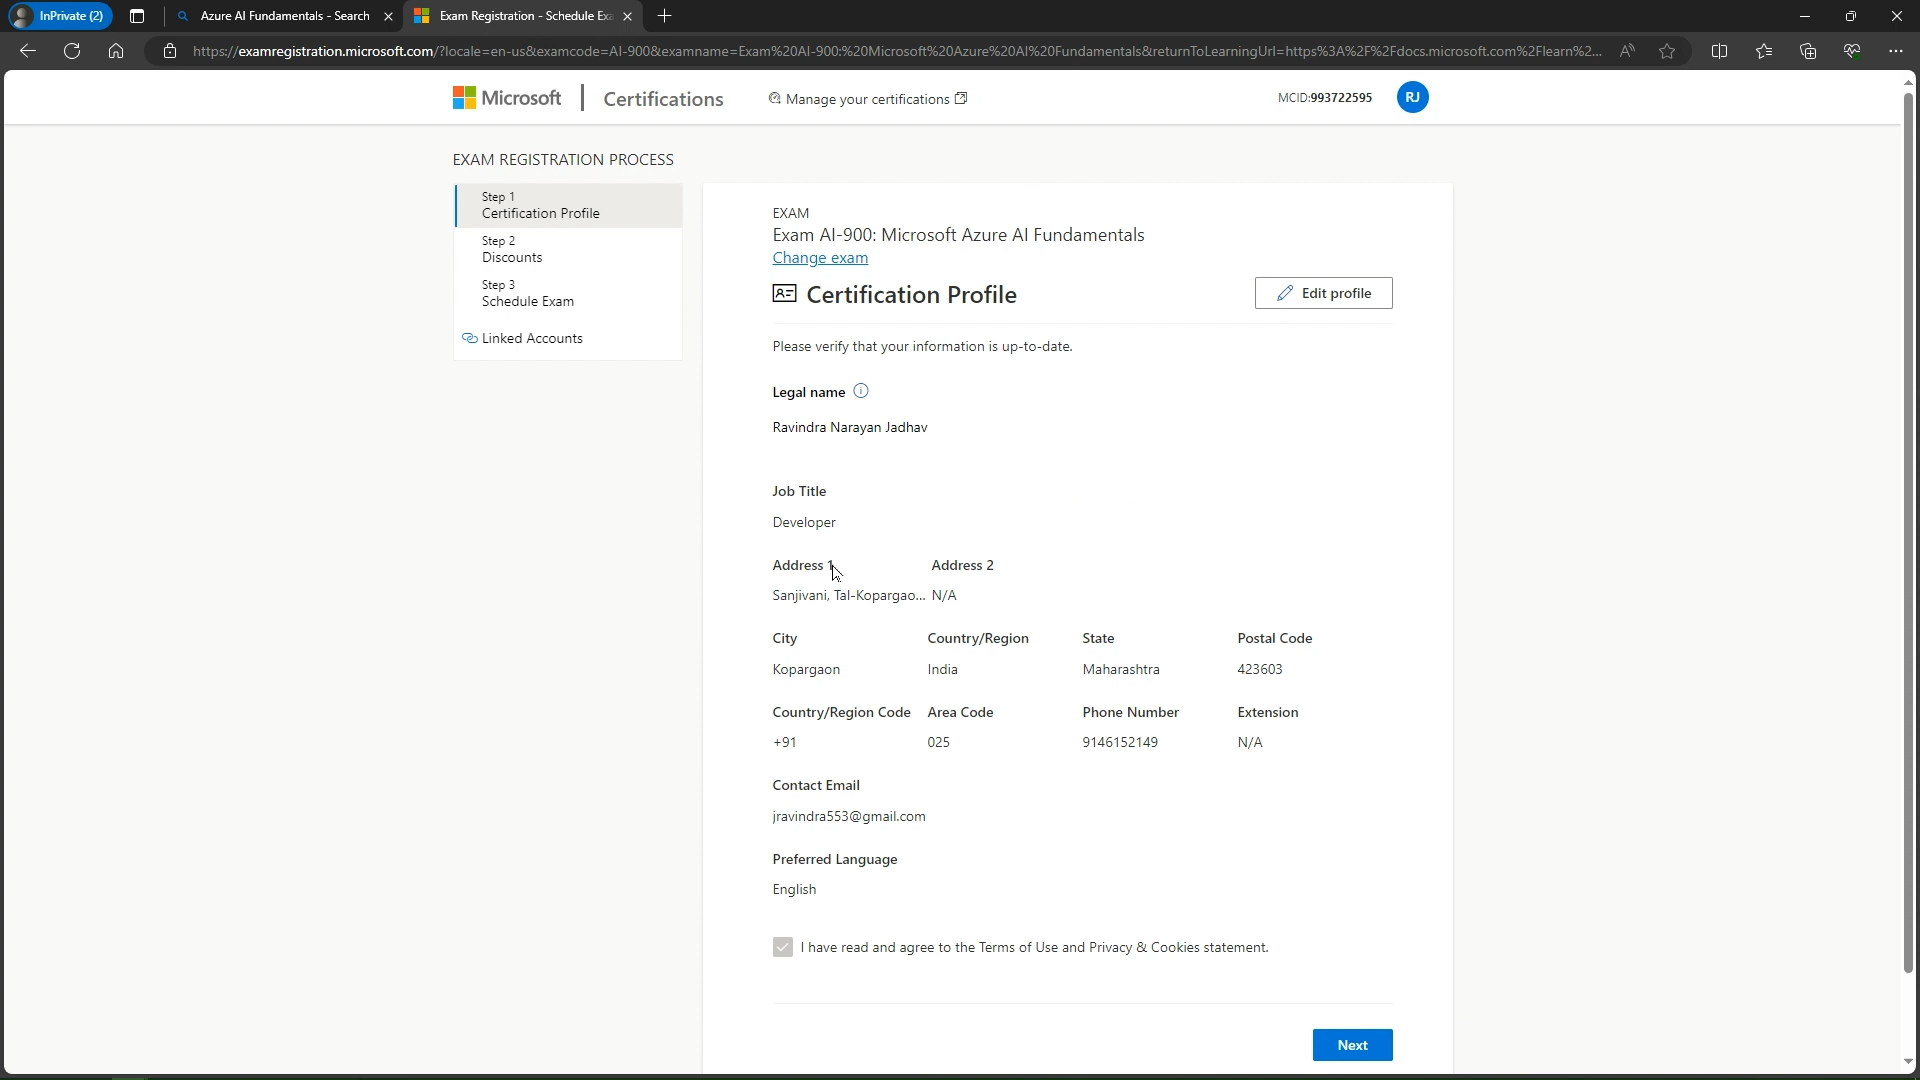 InPrivate (2)
Azure AI Fundamentals - Search
Exam Registration - Schedule Exa
https://examregistration.microsoft.com/?locale=en-us&examcode=AI-900&examname=Exam%20AI-900:%20Microsoft%20Azure%20AI%20Fundamentals&returnToLearningUrl=https%3A%2F%2Fdocs.microsoft.com%2Flearn%2...
Microsoft
Certifications
Manage your certifications
MCID:993722595
RJ
EXAM REGISTRATION PROCESS
Step 1
Certification Profile
Step 2
Discounts
Step 3
Schedule Exam
Linked Accounts
EXAM
Exam AI-900: Microsoft Azure AI Fundamentals
Change exam
Certification Profile
Edit profile
Please verify that your information is up-to-date.
Legal name
Ravindra Narayan Jadhav
Job Title
Developer
Address 1 Address 2
Sanjivani, Tal-Kopargao... N/A
City Country/Region State Postal Code
Kopargaon India Maharashtra 423603
Country/Region Code Area Code Phone Number Extension
+91 025 9146152149 N/A
Contact Email
jravindra553@gmail.com
Preferred Language
English
I have read and agree to the Terms of Use and Privacy & Cookies statement.
Next